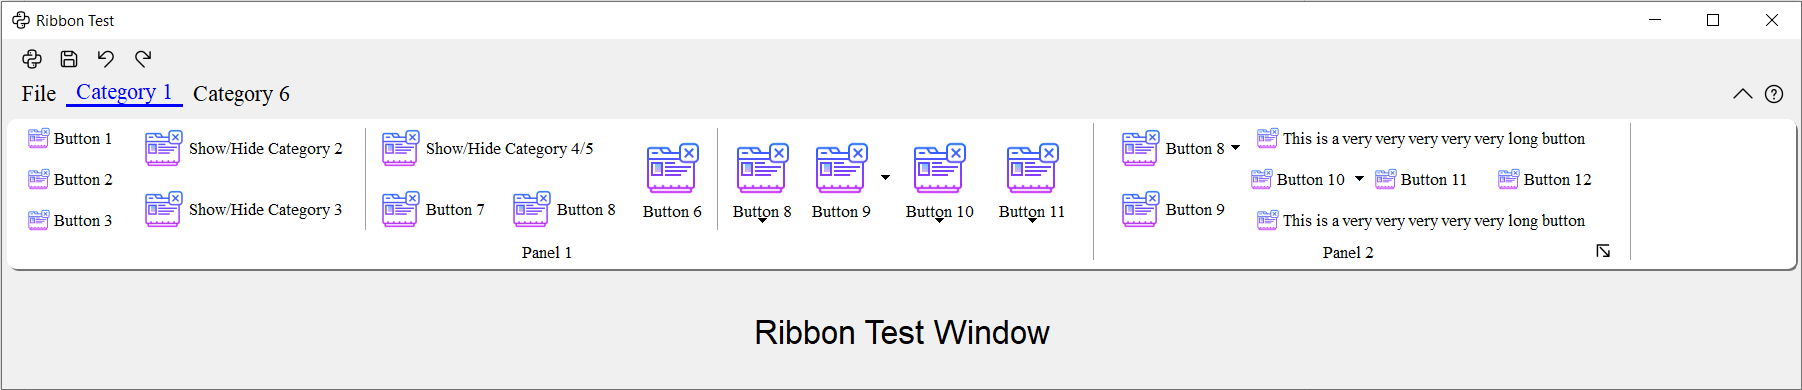 Ribbon Test
File Category 1 Category 6
Button 1
Button 2
Button 3
Show/Hide Category 2
Show/Hide Category 3
Show/Hide Category 4/5
Button 7 Button 8
Button 6
Button 8
Button 9
Button 10
Button 11
Panel 1
Button 8
Button 9
This is a very very very very very long button
Button 10 Button 11 Button 12
This is a very very very very very long button
Panel 2
Ribbon Test Window